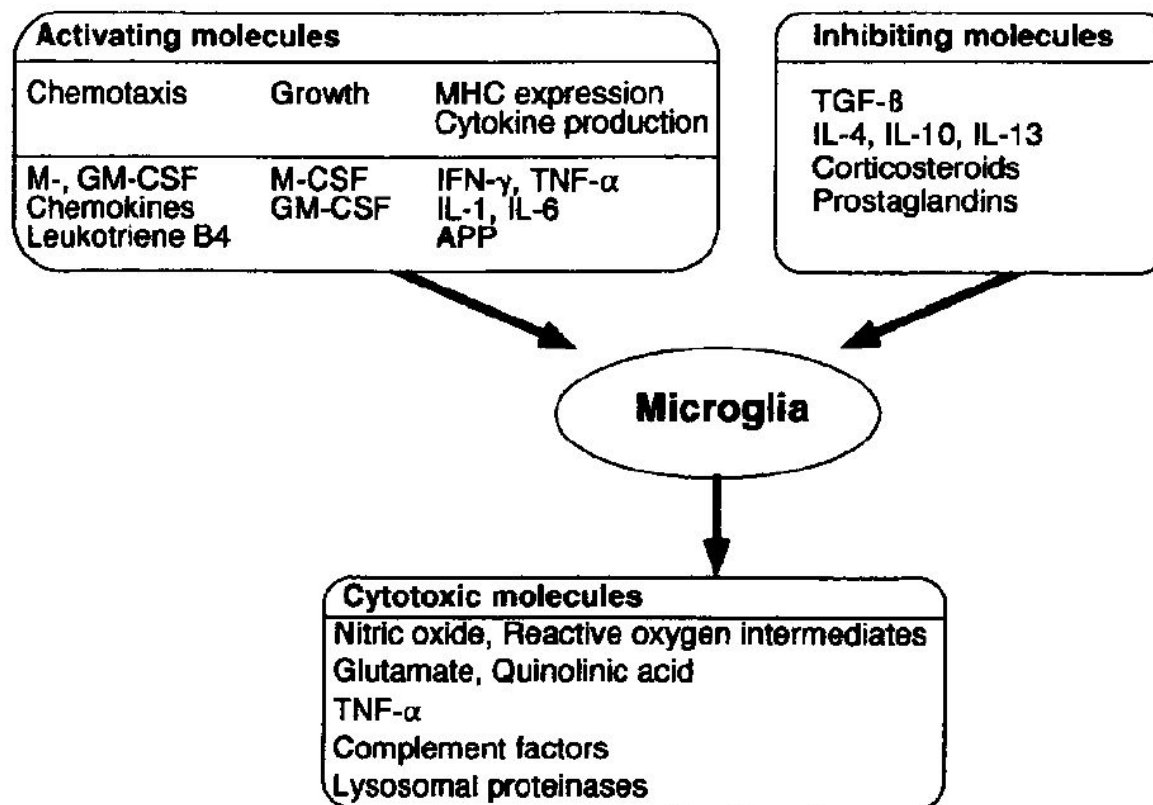 Activating molecules
Chemotaxis Growth MHC expression
Cytokine production
M-, GM-CSF M-CSF IFN-γ, TNF-α
Chemokines GM-CSF IL-1, IL-6
Leukotriene B4 APP
Inhibiting molecules
TGF-β
IL-4, IL-10, IL-13
Corticosteroids
Prostaglandins
Microglia
Cytotoxic molecules
Nitric oxide, Reactive oxygen intermediates
Glutamate, Quinolinic acid
TNF-α
Complement factors
Lysosomal proteinases